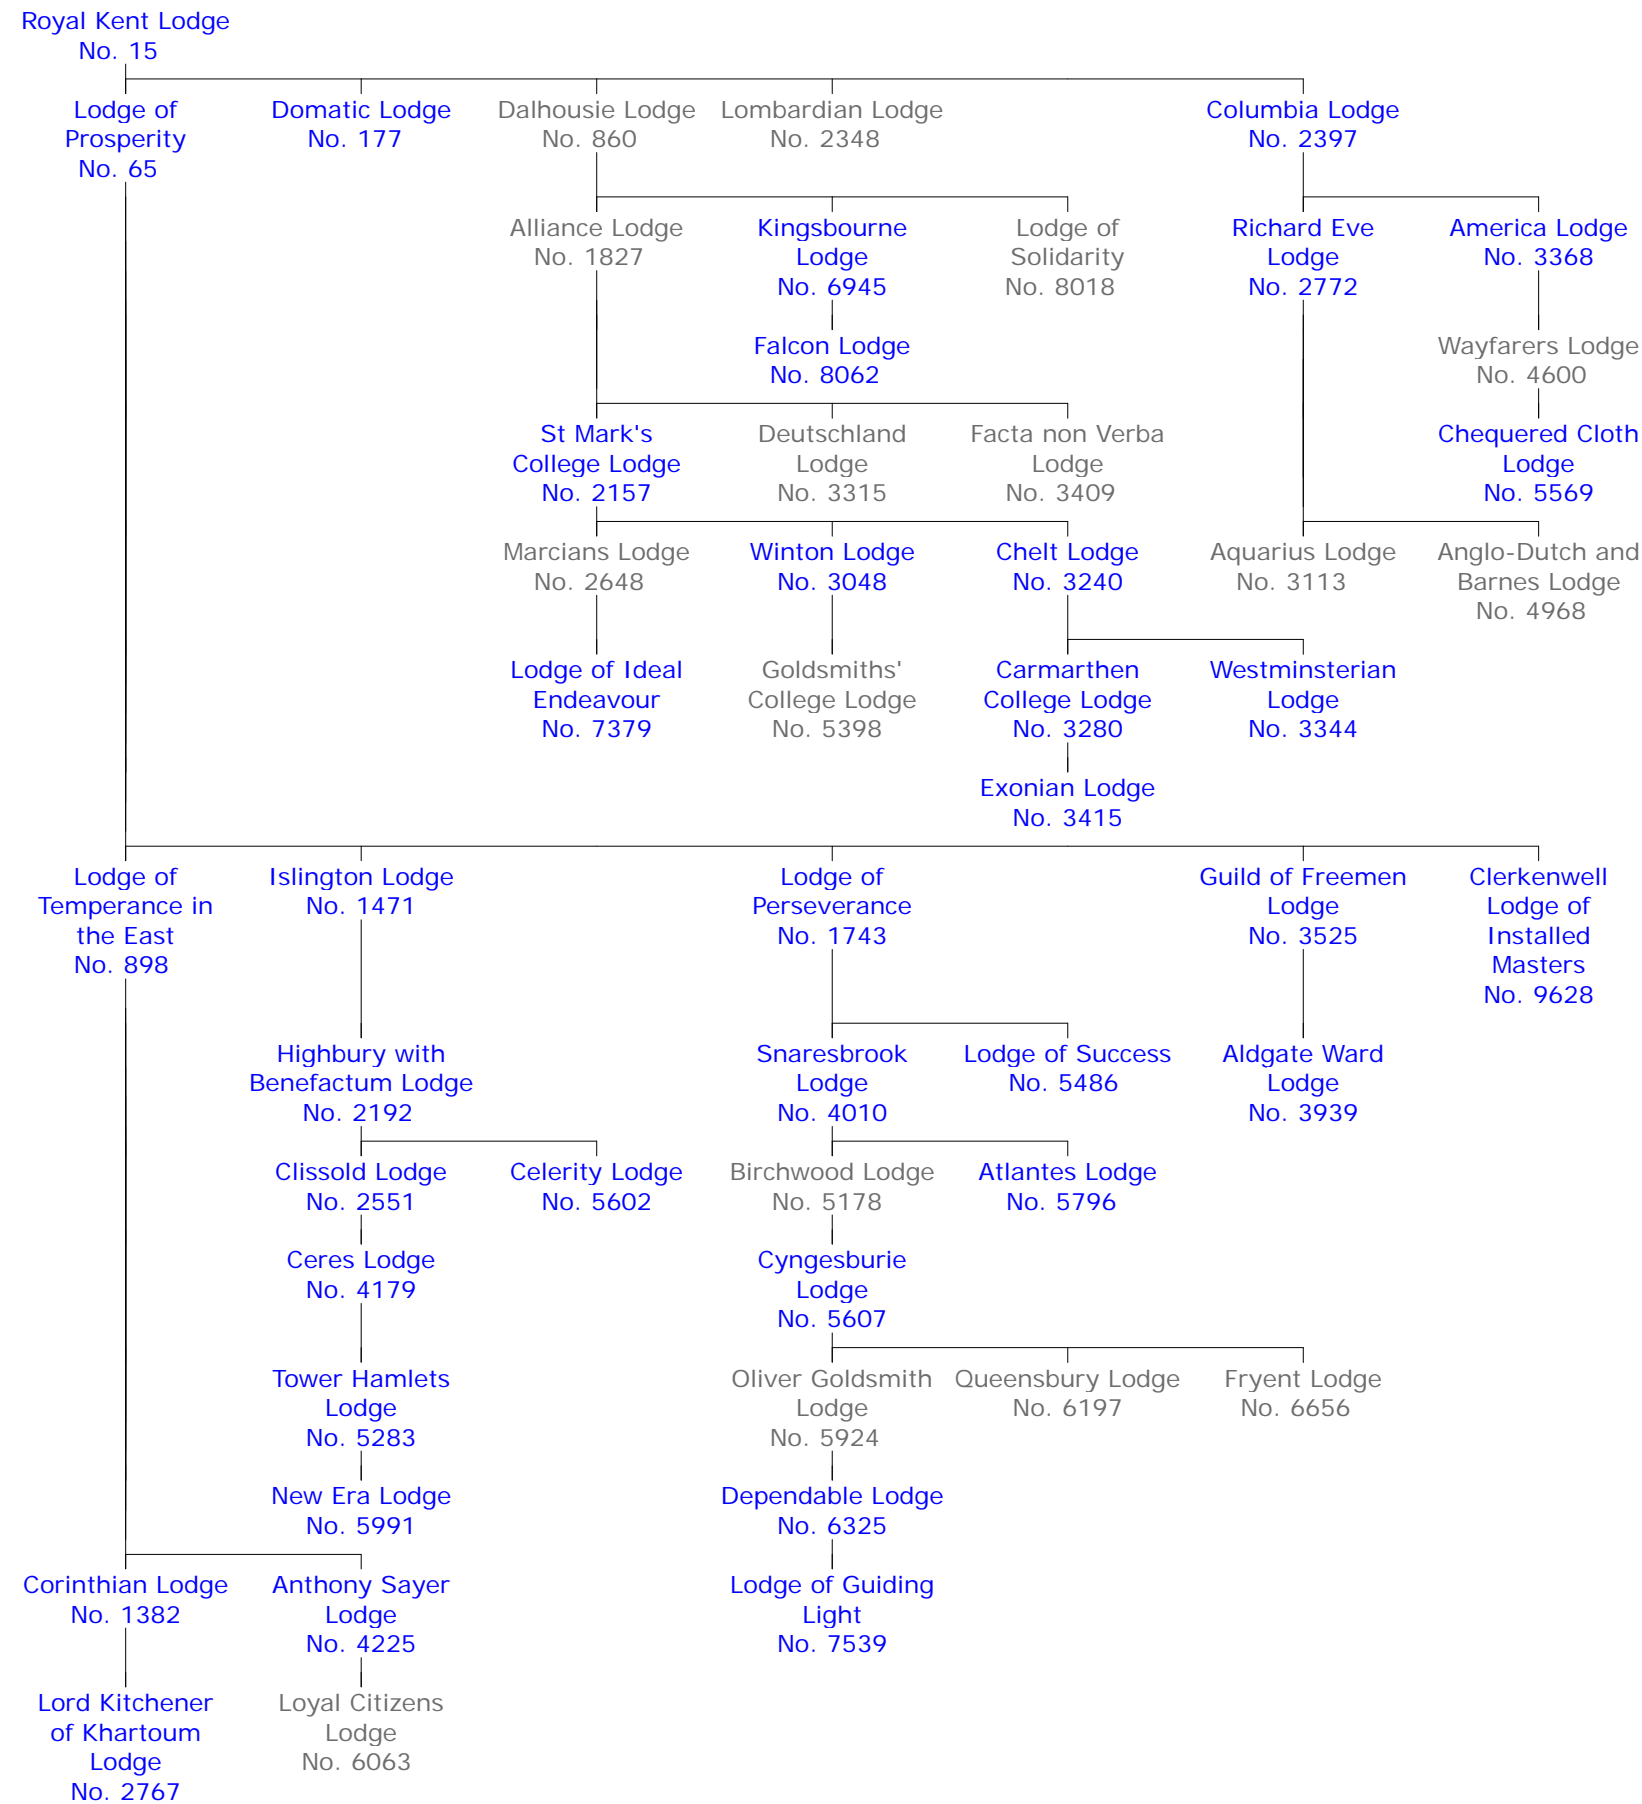 Royal Kent Lodge
No. 15
Lodge of
Prosperity
No. 65
Domatic Lodge
No. 177
Dalhousie Lodge
No. 860
Lombardian Lodge
No. 2348
Columbia Lodge
No. 2397
Alliance Lodge
No. 1827
Kingsbourne
Lodge
No. 6945
Lodge of
Solidarity
No. 8018
Richard Eve
Lodge
No. 2772
America Lodge
No. 3368
Falcon Lodge
No. 8062
Wayfarers Lodge
No. 4600
St Mark's
College Lodge
No. 2157
Deutschland
Lodge
No. 3315
Facta non Verba
Lodge
No. 3409
Chequered Cloth
Lodge
No. 5569
Marcians Lodge
No. 2648
Winton Lodge
No. 3048
Chelt Lodge
No. 3240
Aquarius Lodge
No. 3113
Anglo-Dutch and
Barnes Lodge
No. 4968
Lodge of Ideal
Endeavour
No. 7379
Goldsmiths'
College Lodge
No. 5398
Carmarthen
College Lodge
No. 3280
Westminsterian
Lodge
No. 3344
Exonian Lodge
No. 3415
Lodge of
Temperance in
the East
No. 898
Islington Lodge
No. 1471
Lodge of
Perseverance
No. 1743
Guild of Freemen
Lodge
No. 3525
Clerkenwell
Lodge of
Installed
Masters
No. 9628
Highbury with
Benefactum Lodge
No. 2192
Snaresbrook
Lodge
No. 4010
Lodge of Success
No. 5486
Aldgate Ward
Lodge
No. 3939
Clissold Lodge
No. 2551
Celerity Lodge
No. 5602
Birchwood Lodge
No. 5178
Atlantes Lodge
No. 5796
Ceres Lodge
No. 4179
Cyngesburie
Lodge
No. 5607
Tower Hamlets
Lodge
No. 5283
Oliver Goldsmith
Lodge
No. 5924
Queensbury Lodge
No. 6197
Fryent Lodge
No. 6656
New Era Lodge
No. 5991
Dependable Lodge
No. 6325
Corinthian Lodge
No. 1382
Anthony Sayer
Lodge
No. 4225
Lodge of Guiding
Light
No. 7539
Lord Kitchener
of Khartoum
Lodge
No. 2767
Loyal Citizens
Lodge
No. 6063